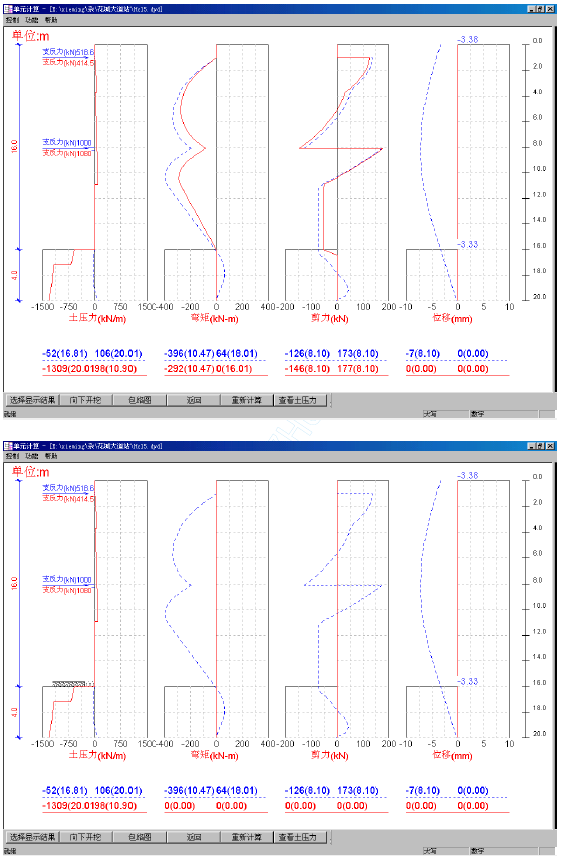 单元计算 - [E:\xieming\杂\花城大道站\Hc15.dyd]
控制 功能 帮助
单位:m
支反力(kN)518.6
支反力(kN)414.5
支反力(kN)1000
支反力(kN)1080
16.0
4.0
-3.38
-3.33
0.0
2.0
4.0
6.0
8.0
10.0
12.0
14.0
16.0
18.0
20.0
-1500 -750 0 750 1500
-400 -200 0 200 400
-200 -100 0 100 200
-10 -5 0 5 10
土压力(kN/m) 弯矩(kN-m) 剪力(kN) 位移(mm)
-52(16.81) 106(20.01) -396(10.47) 64(18.01) -126(8.10) 173(8.10) -7(8.10) 0(0.00)
-1309(20.0198(10.90) -292(10.47) 0(16.01) -146(8.10) 177(8.10) 0(0.00) 0(0.00)
选择显示结果 向下开挖 包络图 返回 重新计算 查看土压力
就绪 大写 数字
单元计算 - [E:\xieming\杂\花城大道站\Hc15.dyd]
控制 功能 帮助
单位:m
支反力(kN)518.6
支反力(kN)414.5
支反力(kN)1000
支反力(kN)1080
16.0
4.0
-3.38
-3.33
0.0
2.0
4.0
6.0
8.0
10.0
12.0
14.0
16.0
18.0
20.0
-1500 -750 0 750 1500
-400 -200 0 200 400
-200 -100 0 100 200
-10 -5 0 5 10
土压力(kN/m) 弯矩(kN-m) 剪力(kN) 位移(mm)
-52(16.81) 106(20.01) -396(10.47) 64(18.01) -126(8.10) 173(8.10) -7(8.10) 0(0.00)
-1309(20.0198(10.90) 0(0.00) 0(0.00) 0(0.00) 0(0.00) 0(0.00) 0(0.00)
选择显示结果 向下开挖 包络图 返回 重新计算 查看土压力
就绪 大写 数字